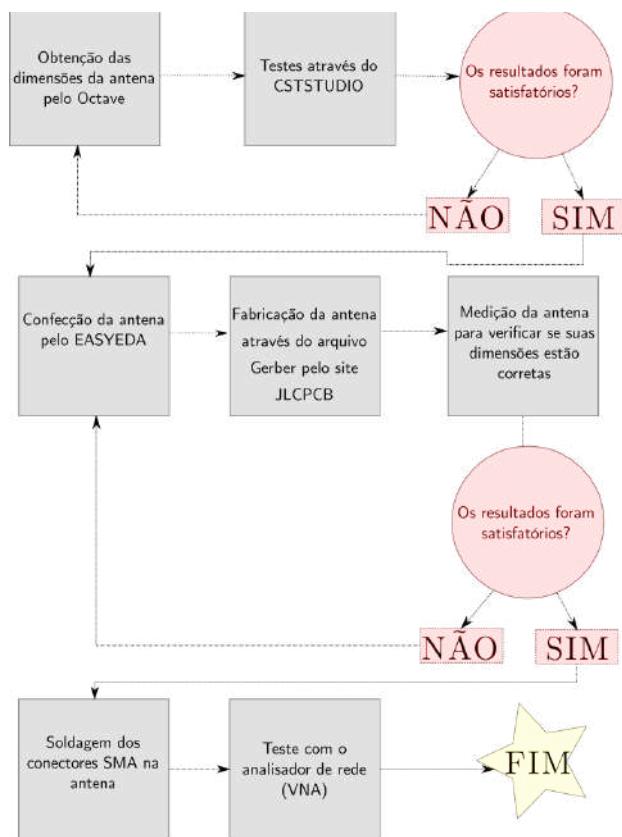 Obtenção das
dimensões da antena
pelo Octave
Testes através do
CSTSTUDIO
Os resultados foram
satisfatórios?
NÃO
SIM
Confecção da antena
pelo EASYEDA
Fabricação da antena
através do arquivo
Gerber pelo site
JLCPCB
Medição da antena
para verificar se suas
dimensões estão
corretas
Os resultados foram
satisfatórios?
NÃO
SIM
Soldagem dos
conectores SMA na
antena
Teste com o
analisador de rede
(VNA)
FIM